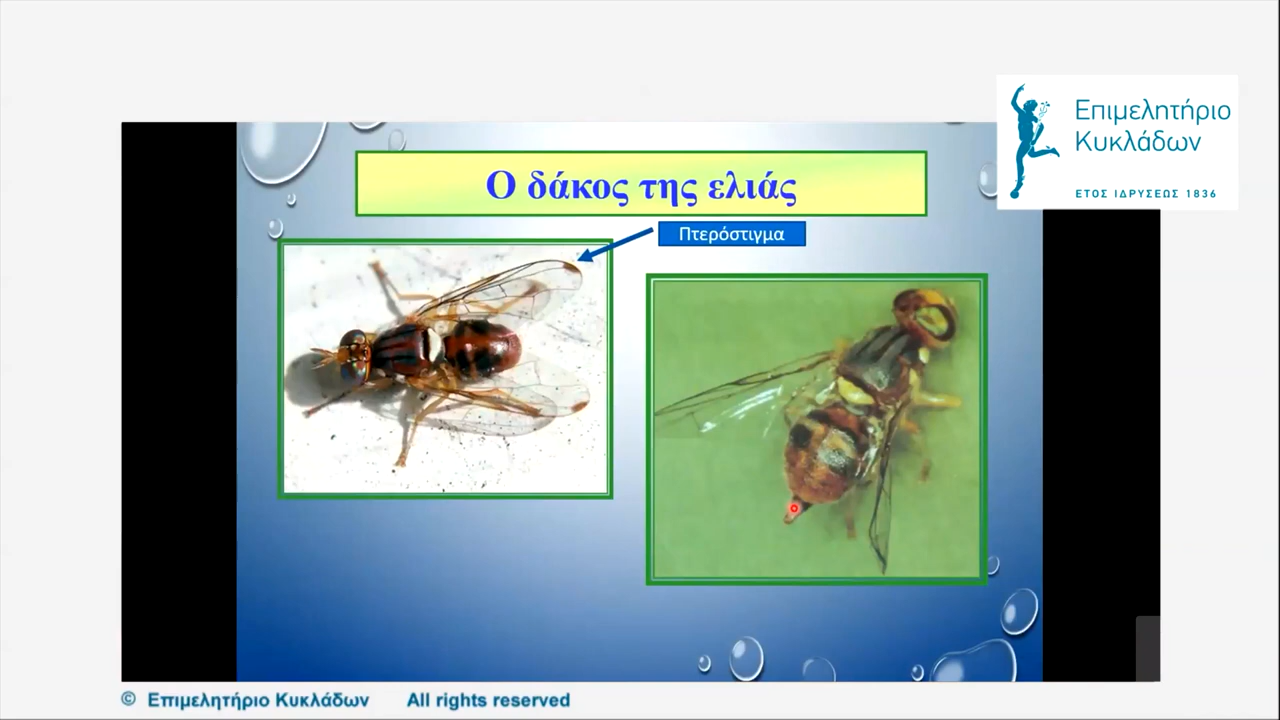 Επιμελητήριο
Κυκλάδων
ΕΤΟΣ ΙΔΡΥΣΕΩΣ 1836
Ο δάκος της ελιάς
Πτερόστιγμα
© Επιμελητήριο Κυκλάδων All rights reserved